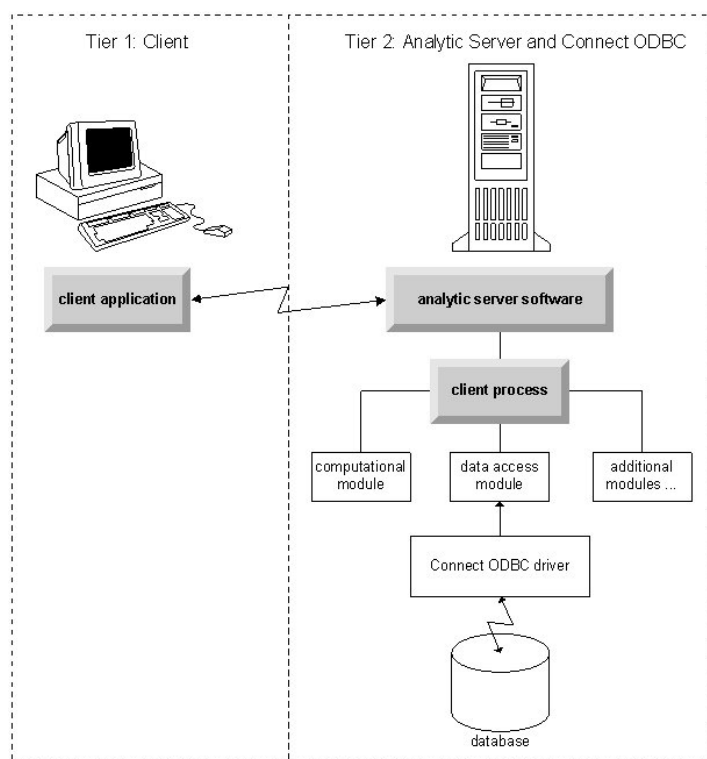 Tier 1: Client
Tier 2: Analytic Server and Connect ODBC
client application
analytic server software
client process
computational
module
data access
module
additional
modules ...
Connect ODBC driver
database